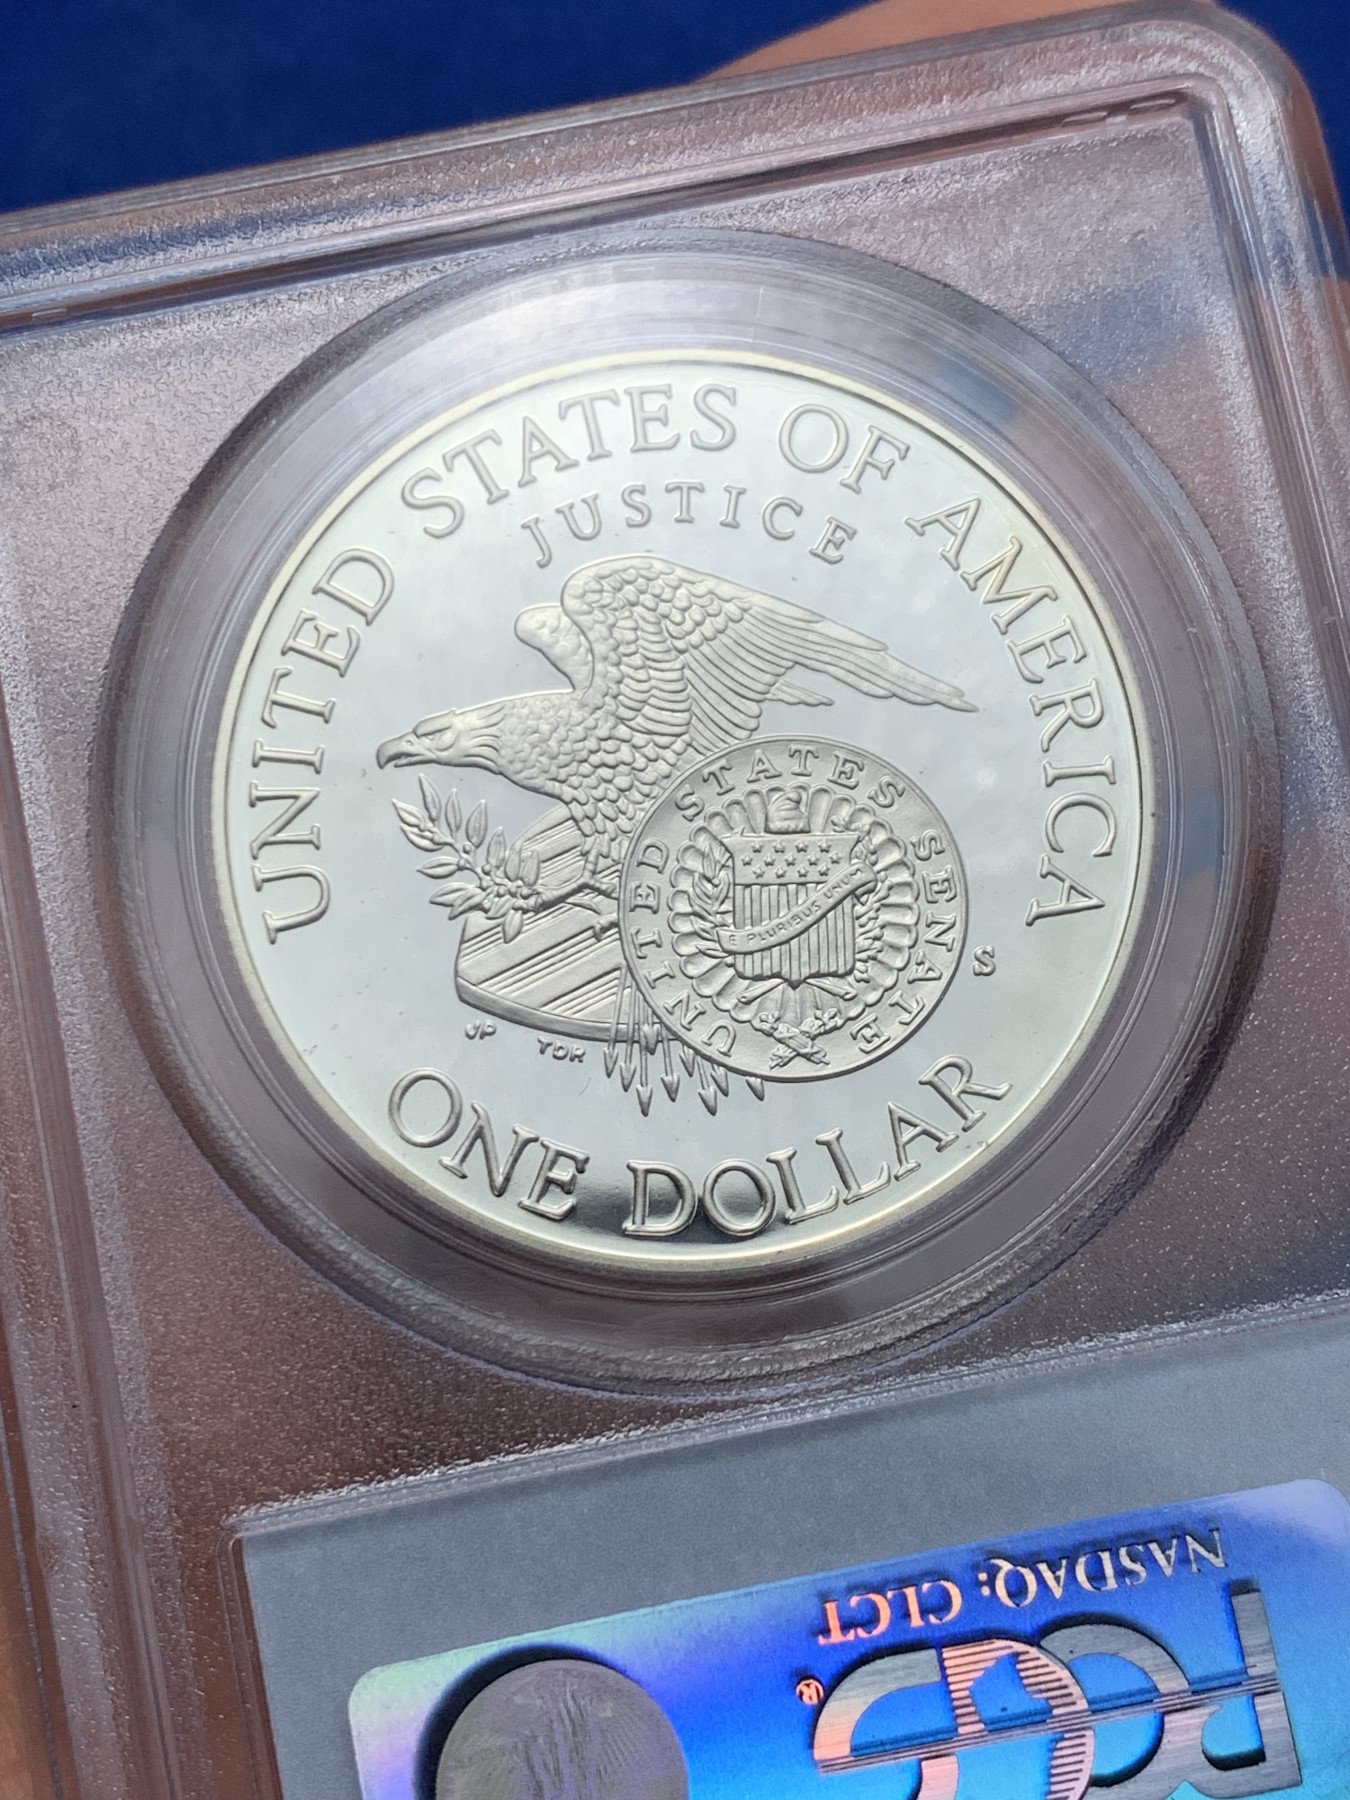 UNITED STATES OF AMERICA
JUSTICE
UNITED STATES SENATE
E PLURIBUS UNUM
S
JP TDR
ONE DOLLAR
NASDAQ: CLCT
PCGS®